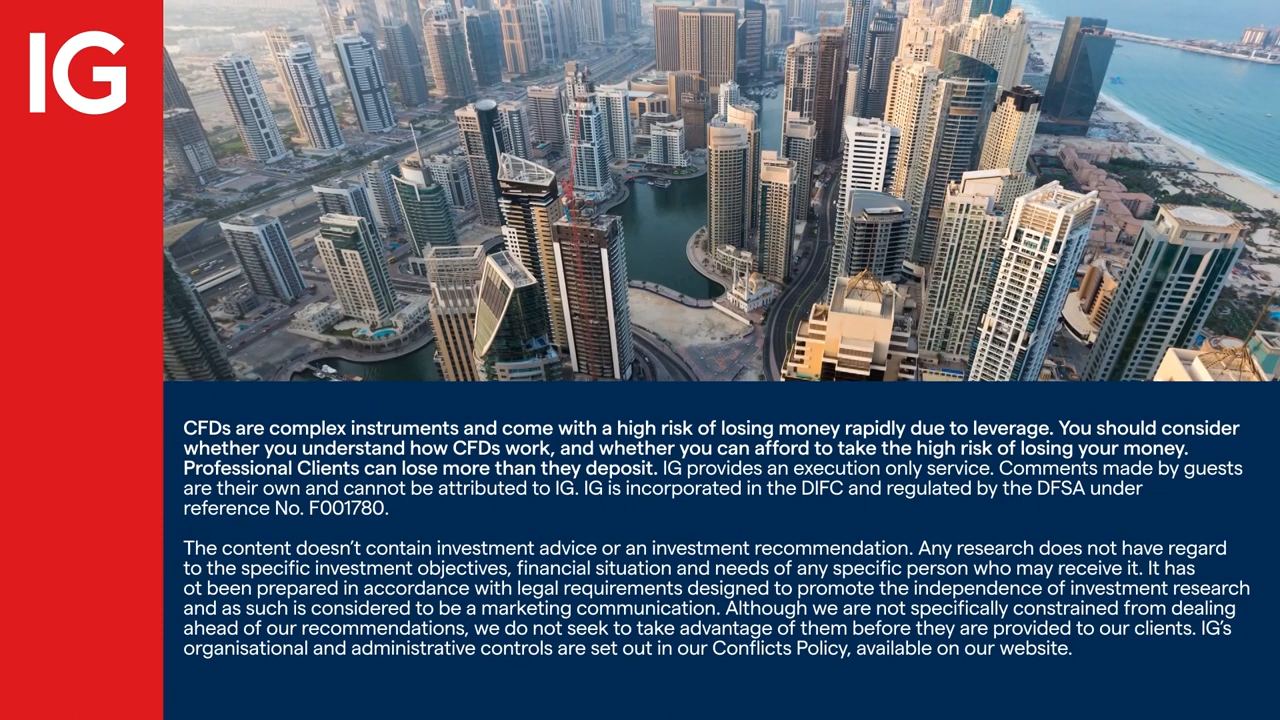 IG
CFDs are complex instruments and come with a high risk of losing money rapidly due to leverage. You should consider
whether you understand how CFDs work, and whether you can afford to take the high risk of losing your money.
Professional Clients can lose more than they deposit. IG provides an execution only service. Comments made by guests
are their own and cannot be attributed to IG. IG is incorporated in the DIFC and regulated by the DFSA under
reference No. F001780.
The content doesn’t contain investment advice or an investment recommendation. Any research does not have regard
to the specific investment objectives, financial situation and needs of any specific person who may receive it. It has
ot been prepared in accordance with legal requirements designed to promote the independence of investment research
and as such is considered to be a marketing communication. Although we are not specifically constrained from dealing
ahead of our recommendations, we do not seek to take advantage of them before they are provided to our clients. IG’s
organisational and administrative controls are set out in our Conflicts Policy, available on our website.